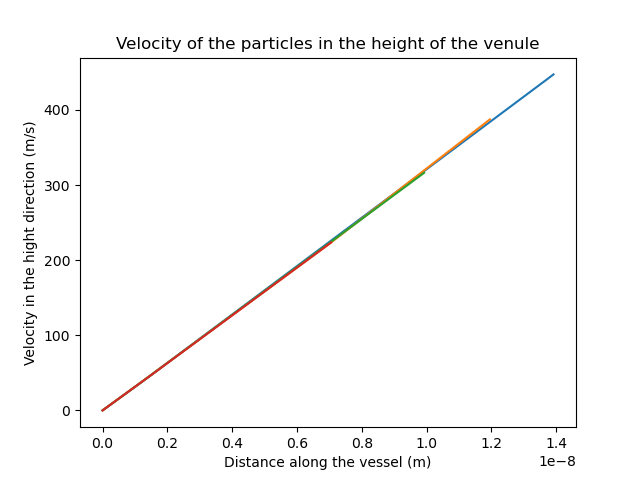 Velocity of the particles in the height of the venule
Velocity in the hight direction (m/s)
400
300
200
100
0
0.0 0.2 0.4 0.6 0.8 1.0 1.2 1.4
1e−8
Distance along the vessel (m)